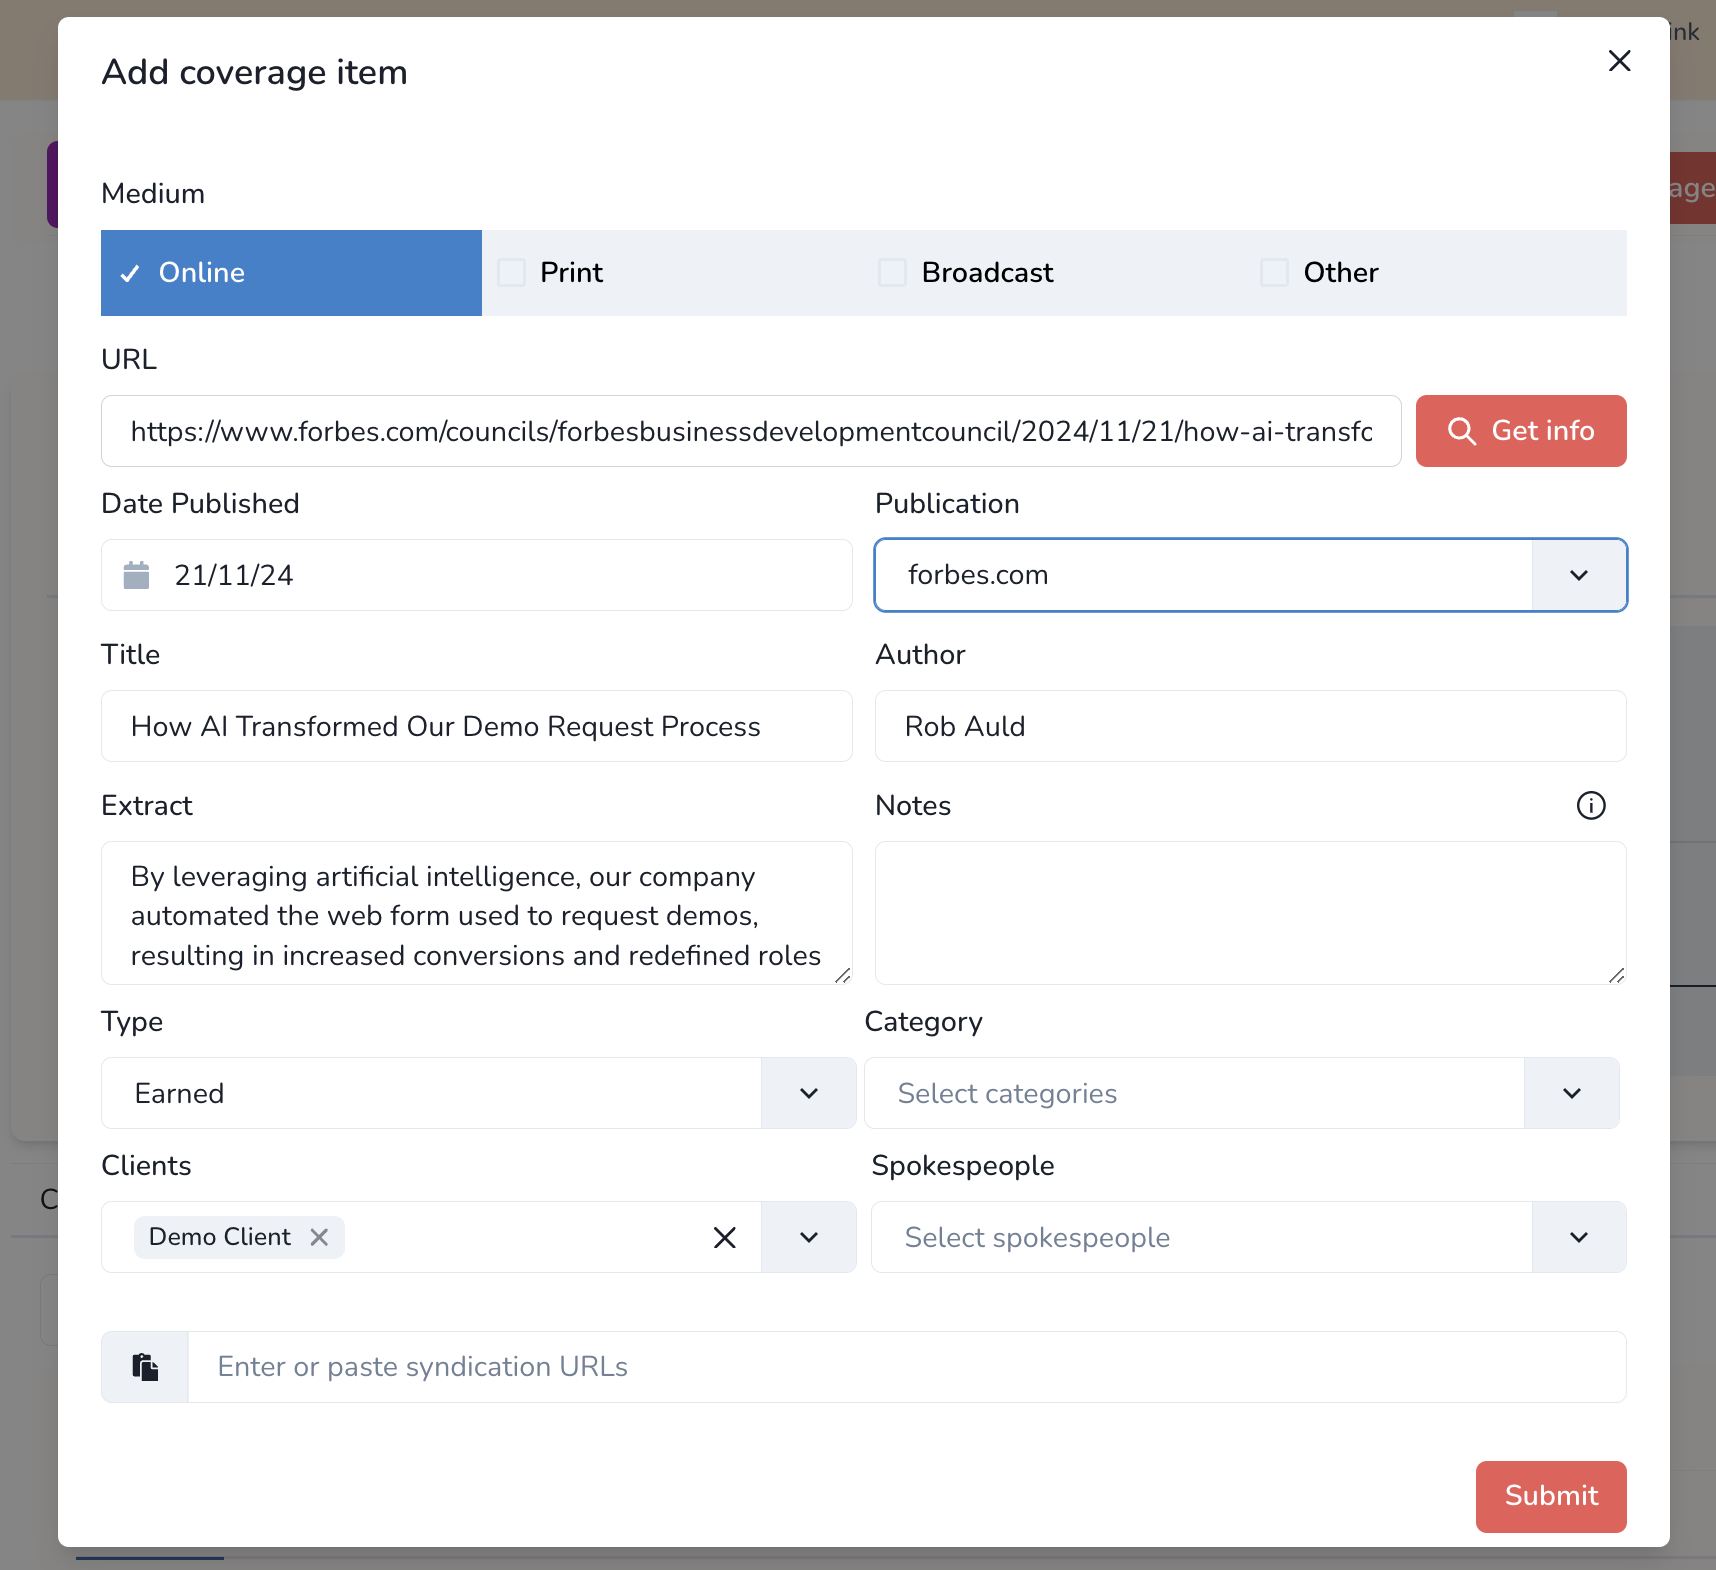 ink
Add coverage item
Medium
Online
Print
Broadcast
Other
URL
https://www.forbes.com/councils/forbesbusinessdevelopmentcouncil/2024/11/21/how-ai-transfo
Get info
Date Published
Publication
21/11/24
forbes.com
Title
Author
How AI Transformed Our Demo Request Process
Rob Auld
Extract
Notes
By leveraging artificial intelligence, our company
automated the web form used to request demos,
resulting in increased conversions and redefined roles
Type
Category
Earned
Select categories
Clients
Spokespeople
Demo Client
Select spokespeople
Enter or paste syndication URLs
Submit
age
C